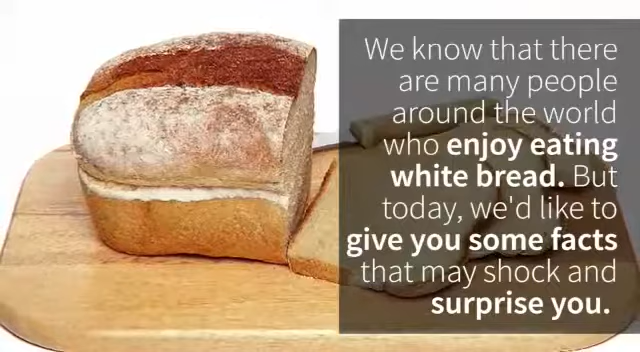 We know that there
are many people
around the world
who enjoy eating
white bread. But
today, we'd like to
give you some facts
that may shock and
surprise you.